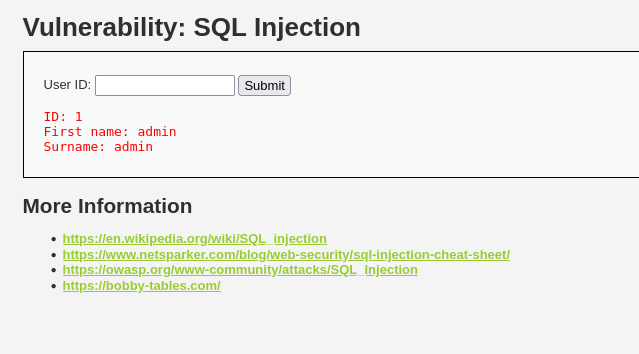 Vulnerability: SQL Injection
User ID: Submit
ID: 1
First name: admin
Surname: admin
More Information
https://en.wikipedia.org/wiki/SQL_injection
https://www.netsparker.com/blog/web-security/sql-injection-cheat-sheet/
https://owasp.org/www-community/attacks/SQL_Injection
https://bobby-tables.com/